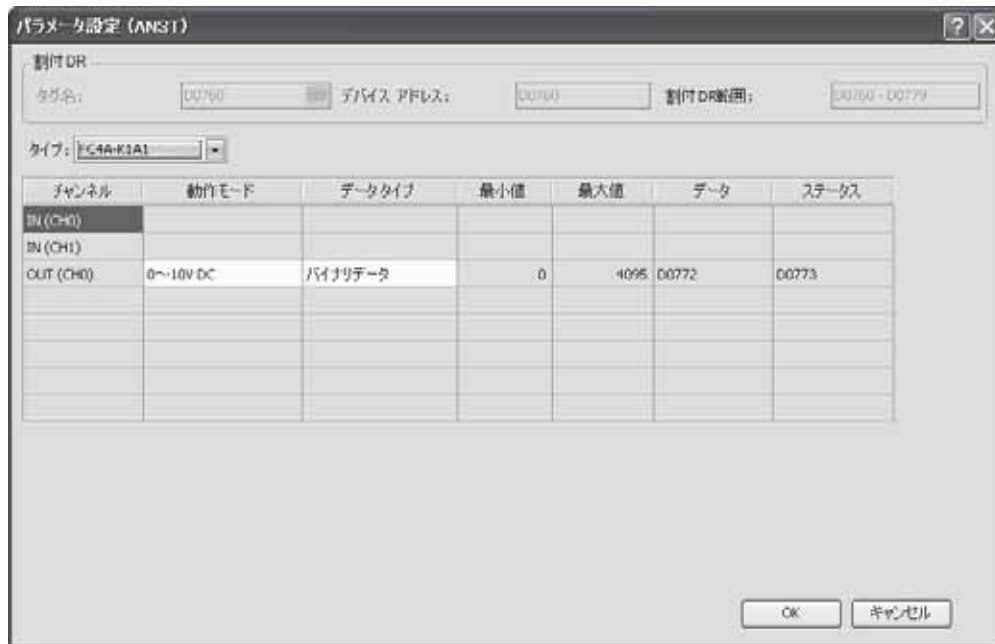 パラメータ設定 (ANST)
割付DR
タグ名: D0760 デバイス アドレス: D0760 割付DR範囲: D0760 - D0779
タイプ: FC4A-K1A1
チャンネル 動作モード データタイプ 最小値 最大値 データ ステータス
IN (CH0)
IN (CH1)
OUT (CH0) 0～10V DC バイナリデータ 0 4095 D0772 D0773
OK キャンセル